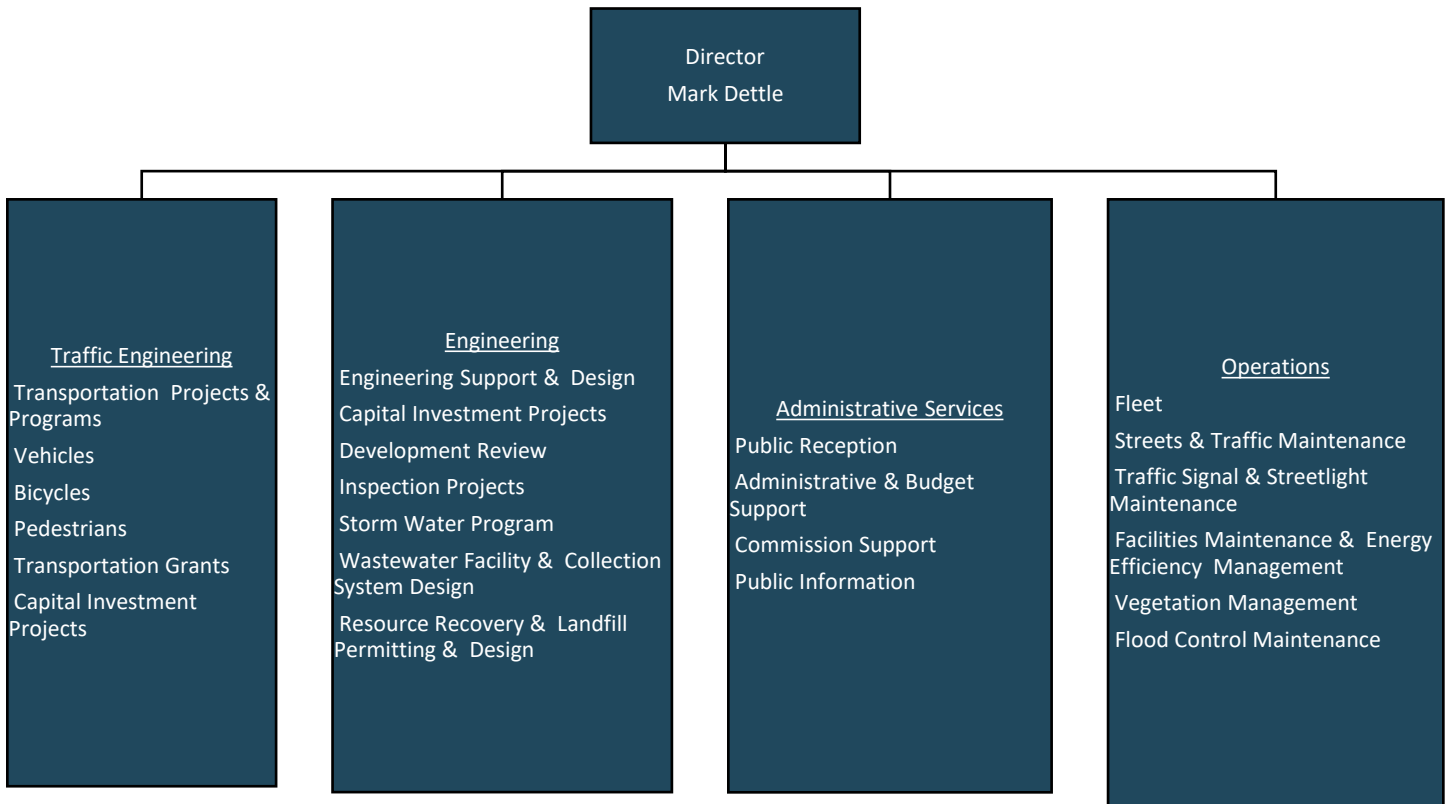 Director
Mark Dettle
Traffic Engineering
Transportation Projects &
Programs
Vehicles
Bicycles
Pedestrians
Transportation Grants
Capital Investment
Projects
Engineering
Engineering Support & Design
Capital Investment Projects
Development Review
Inspection Projects
Storm Water Program
Wastewater Facility & Collection
System Design
Resource Recovery & Landfill
Permitting & Design
Administrative Services
Public Reception
Administrative & Budget
Support
Commission Support
Public Information
Operations
Fleet
Streets & Traffic Maintenance
Traffic Signal & Streetlight
Maintenance
Facilities Maintenance & Energy
Efficiency Management
Vegetation Management
Flood Control Maintenance